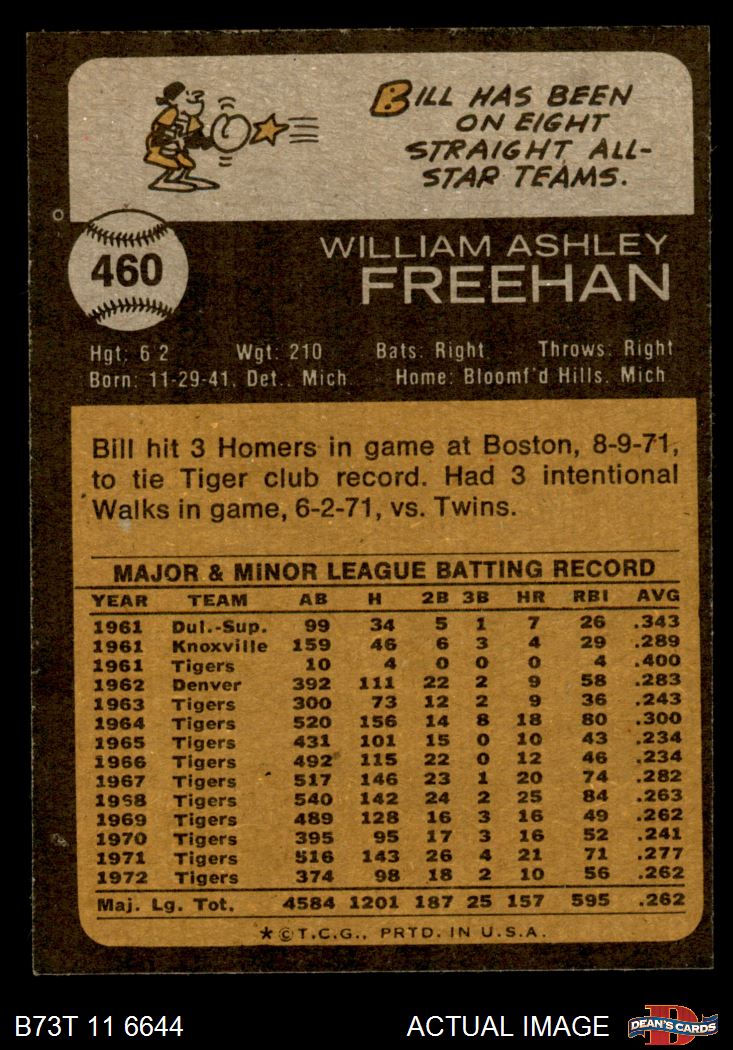 BILL HAS BEEN
ON EIGHT
STRAIGHT ALL-
STAR TEAMS.
460
WILLIAM ASHLEY
FREEHAN
Hgt: 6 2 Wgt: 210 Bats: Right Throws: Right
Born: 11-29-41, Det., Mich. Home: Bloomf'd Hills, Mich
Bill hit 3 Homers in game at Boston, 8-9-71,
to tie Tiger club record. Had 3 intentional
Walks in game, 6-2-71, vs. Twins.
MAJOR & MINOR LEAGUE BATTING RECORD
YEAR TEAM AB H 2B 3B HR RBI AVG
1961 Dul.-Sup. 99 34 5 1 7 26 .343
1961 Knoxville 159 46 6 3 4 29 .289
1961 Tigers 10 4 0 0 0 4 .400
1962 Denver 392 111 22 2 9 58 .283
1963 Tigers 300 73 12 2 9 36 .243
1964 Tigers 520 156 14 8 18 80 .300
1965 Tigers 431 101 15 0 10 43 .234
1966 Tigers 492 115 22 0 12 46 .234
1967 Tigers 517 146 23 1 20 74 .282
1968 Tigers 540 142 24 2 25 84 .263
1969 Tigers 489 128 16 3 16 49 .262
1970 Tigers 395 95 17 3 16 52 .241
1971 Tigers 516 143 26 4 21 71 .277
1972 Tigers 374 98 18 2 10 56 .262
Maj. Lg. Tot. 4584 1201 187 25 157 595 .262
*©T.C.G., PRTD. IN U.S.A.
B73T 11 6644 ACTUAL IMAGE DEAN'S CARDS